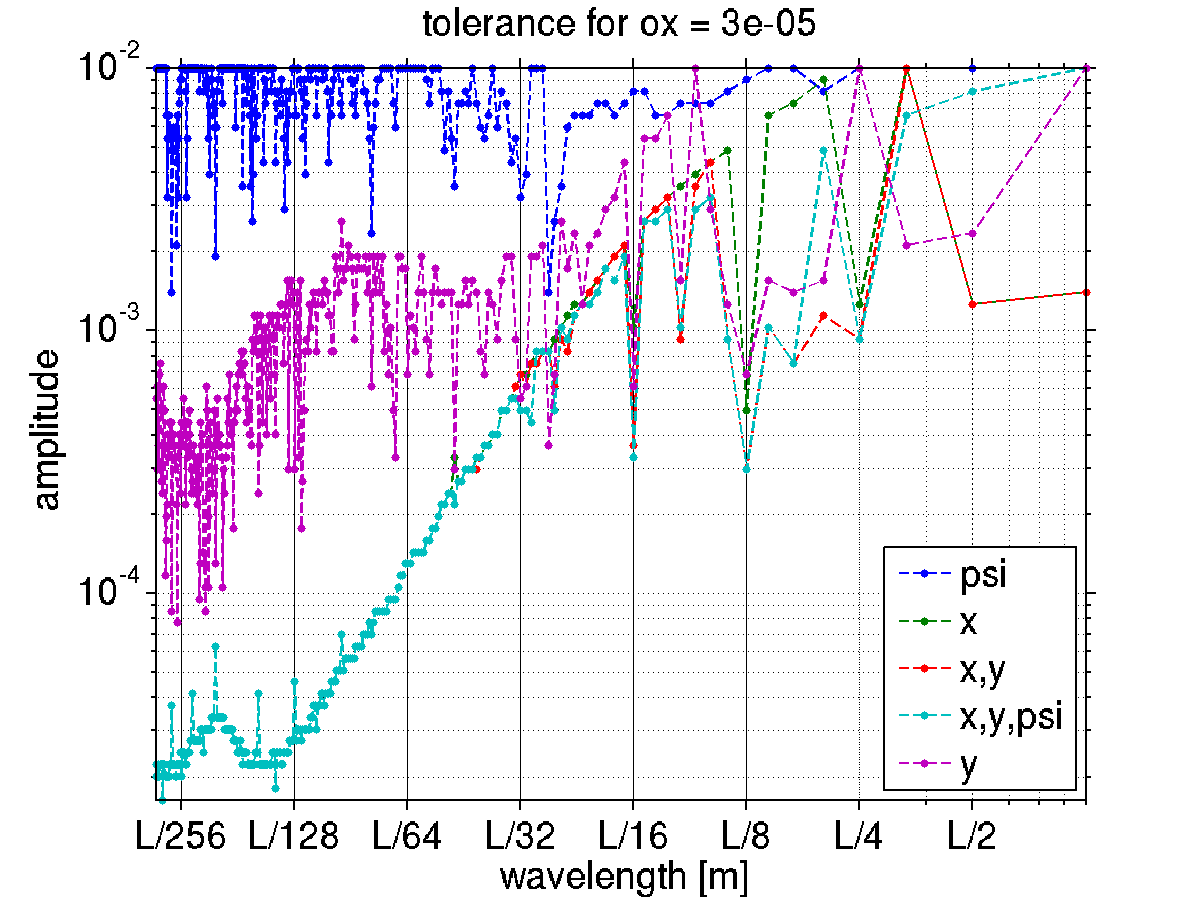 tolerance for ox = 3e-05
10^-2
10^-3
10^-4
amplitude
psi
x
x,y
x,y,psi
y
L/256 L/128 L/64 L/32 L/16 L/8 L/4 L/2
wavelength [m]